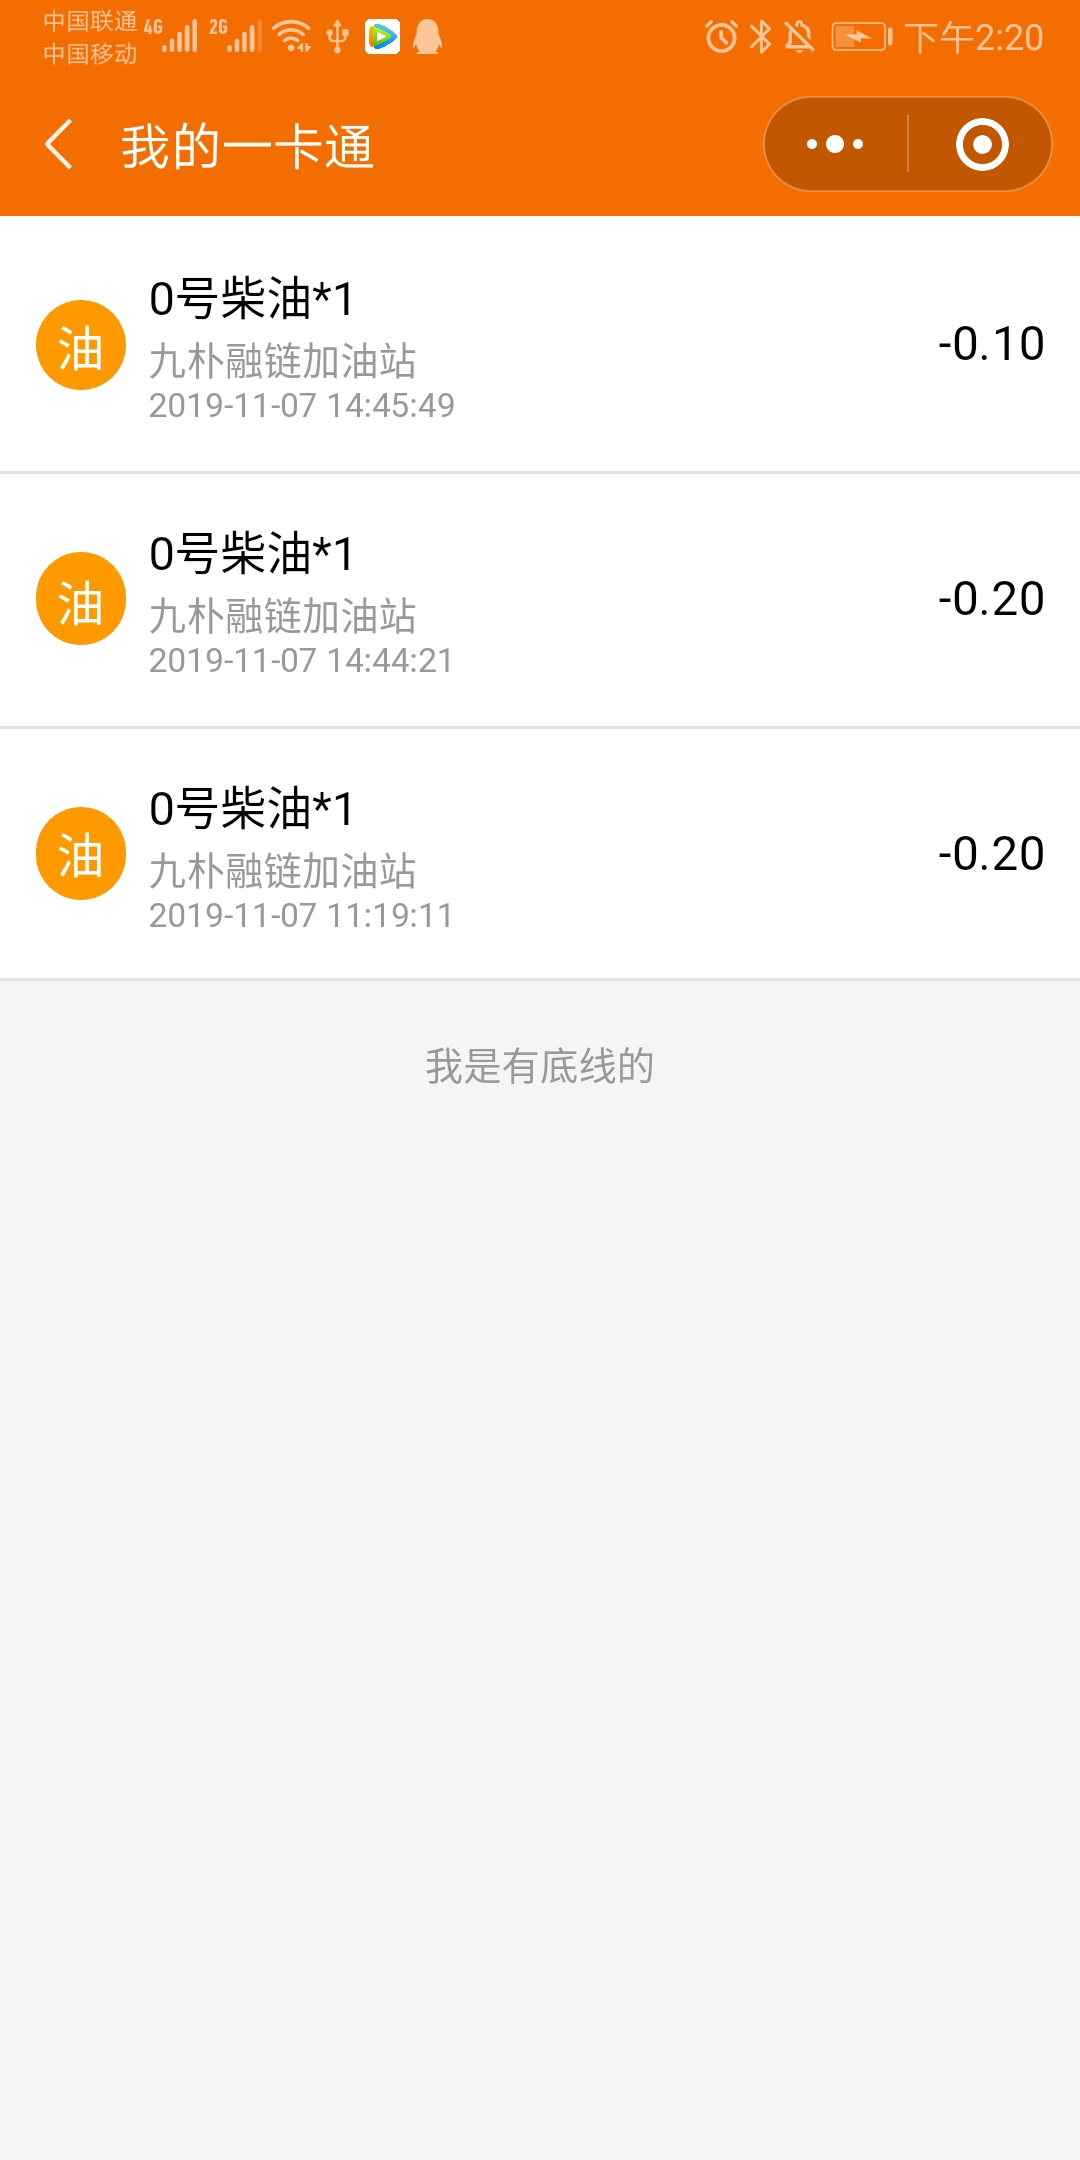 中国联通 4G 2G
中国移动
下午2:20
我的一卡通
0号柴油*1
油
九朴融链加油站
2019-11-07 14:45:49
-0.10
0号柴油*1
油
九朴融链加油站
2019-11-07 14:44:21
-0.20
0号柴油*1
油
九朴融链加油站
2019-11-07 11:19:11
-0.20
我是有底线的